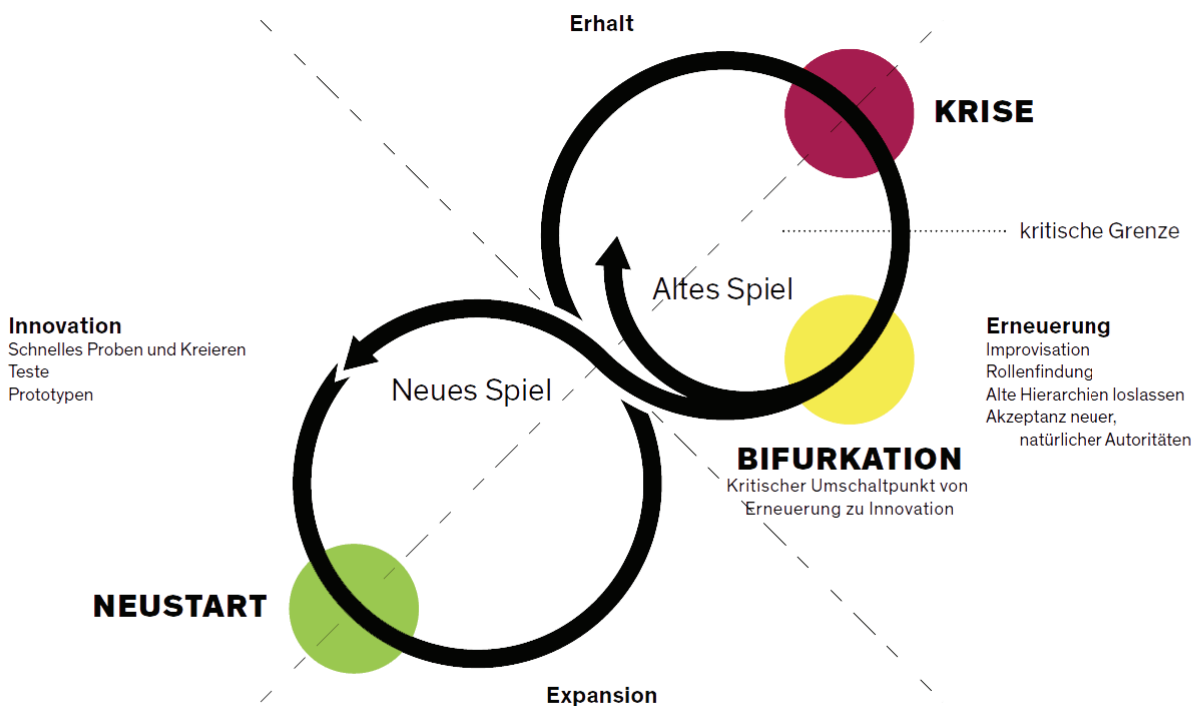 Erhalt
KRISE
kritische Grenze
Altes Spiel
Innovation
Schnelles Proben und Kreieren
Teste
Prototypen
Neues Spiel
Erneuerung
Improvisation
Rollenfindung
Alte Hierarchien loslassen
Akzeptanz neuer,
natürlicher Autoritäten
BIFURKATION
Kritischer Umschaltpunkt von
Erneuerung zu Innovation
NEUSTART
Expansion